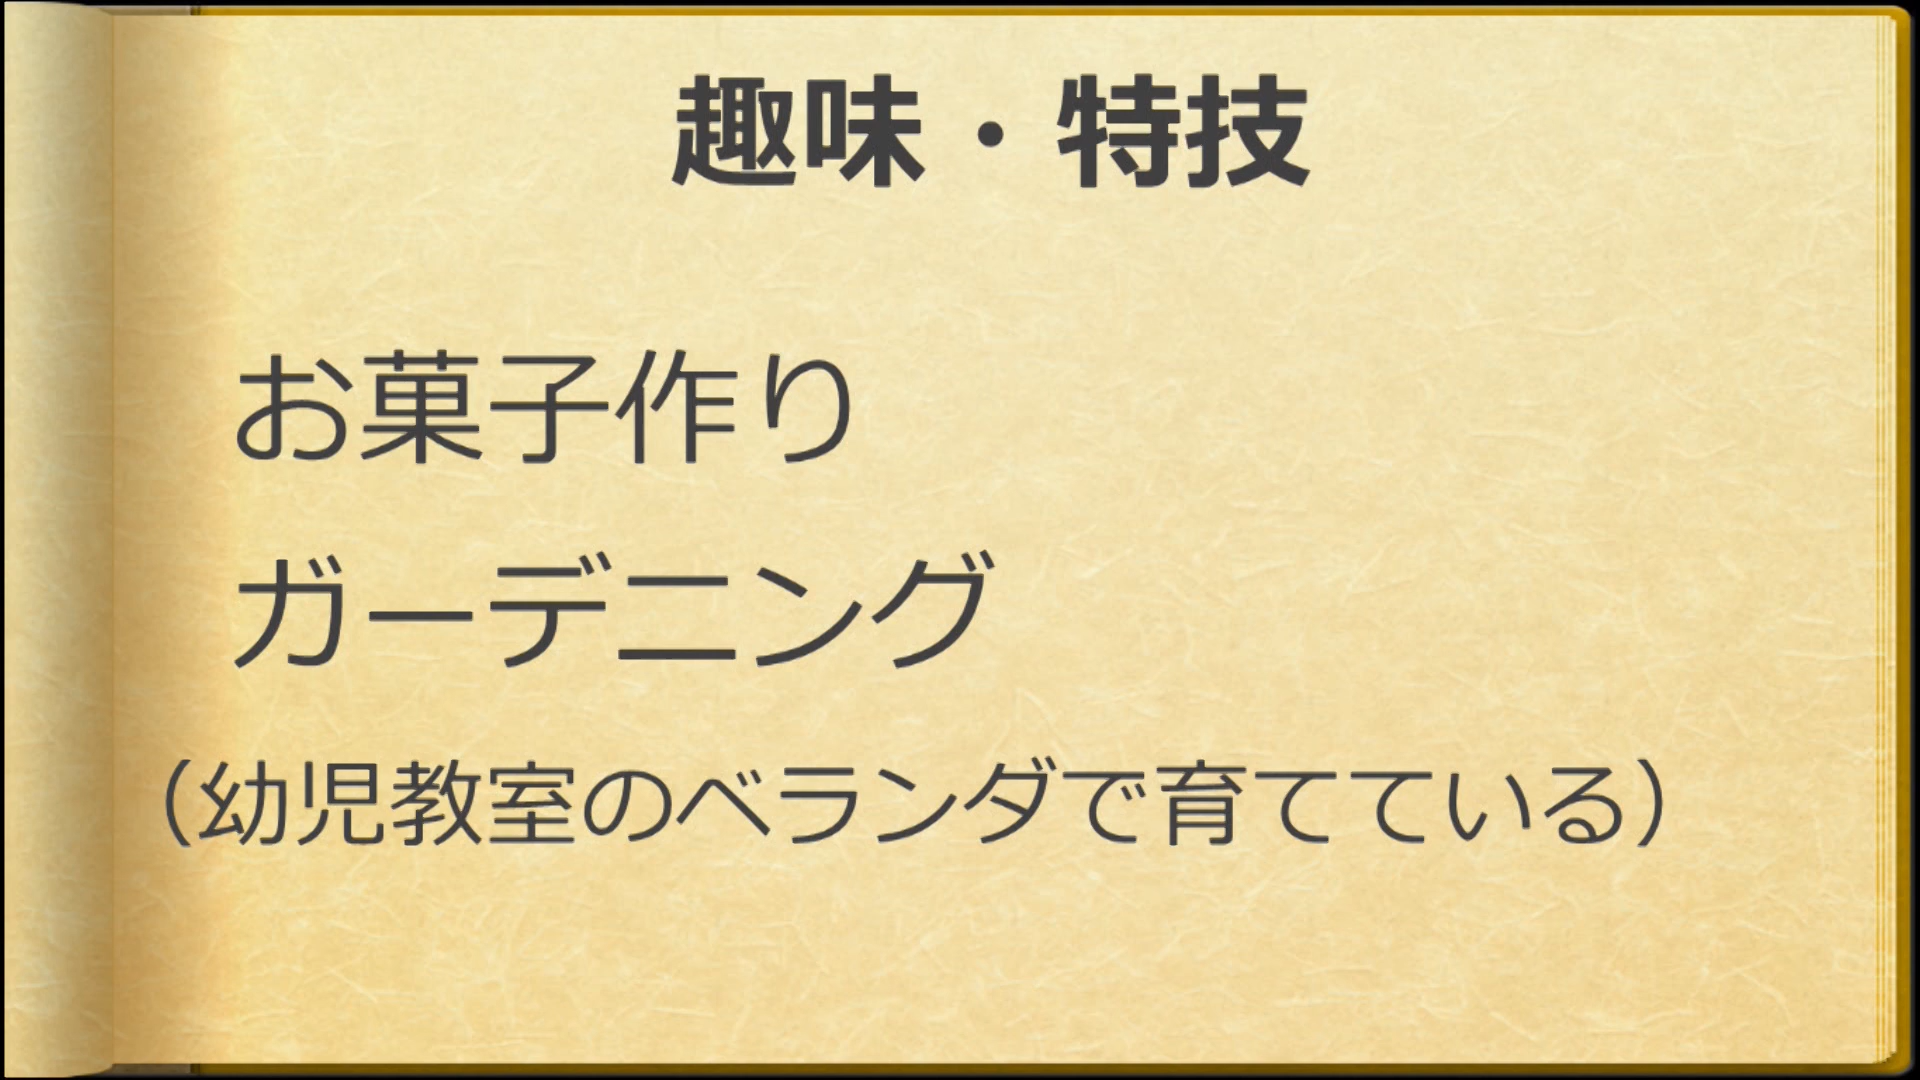 趣味・特技
お菓子作り
ガーデニング
（幼児教室のベランダで育てている）